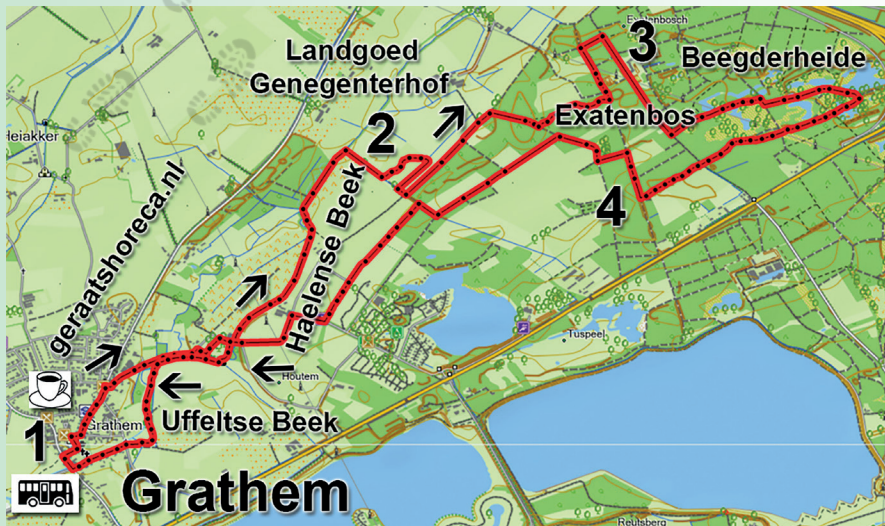 Exatenbosch
Landgoed
Genegenterhof
3
Beegderheide
2
Exatenbos
Heiakker
geraatshoreca.nl
4
Haelense Beek
Tuspeel
Houtem
1
Grathem
Uffeltse Beek
Grathem
Reutsberg